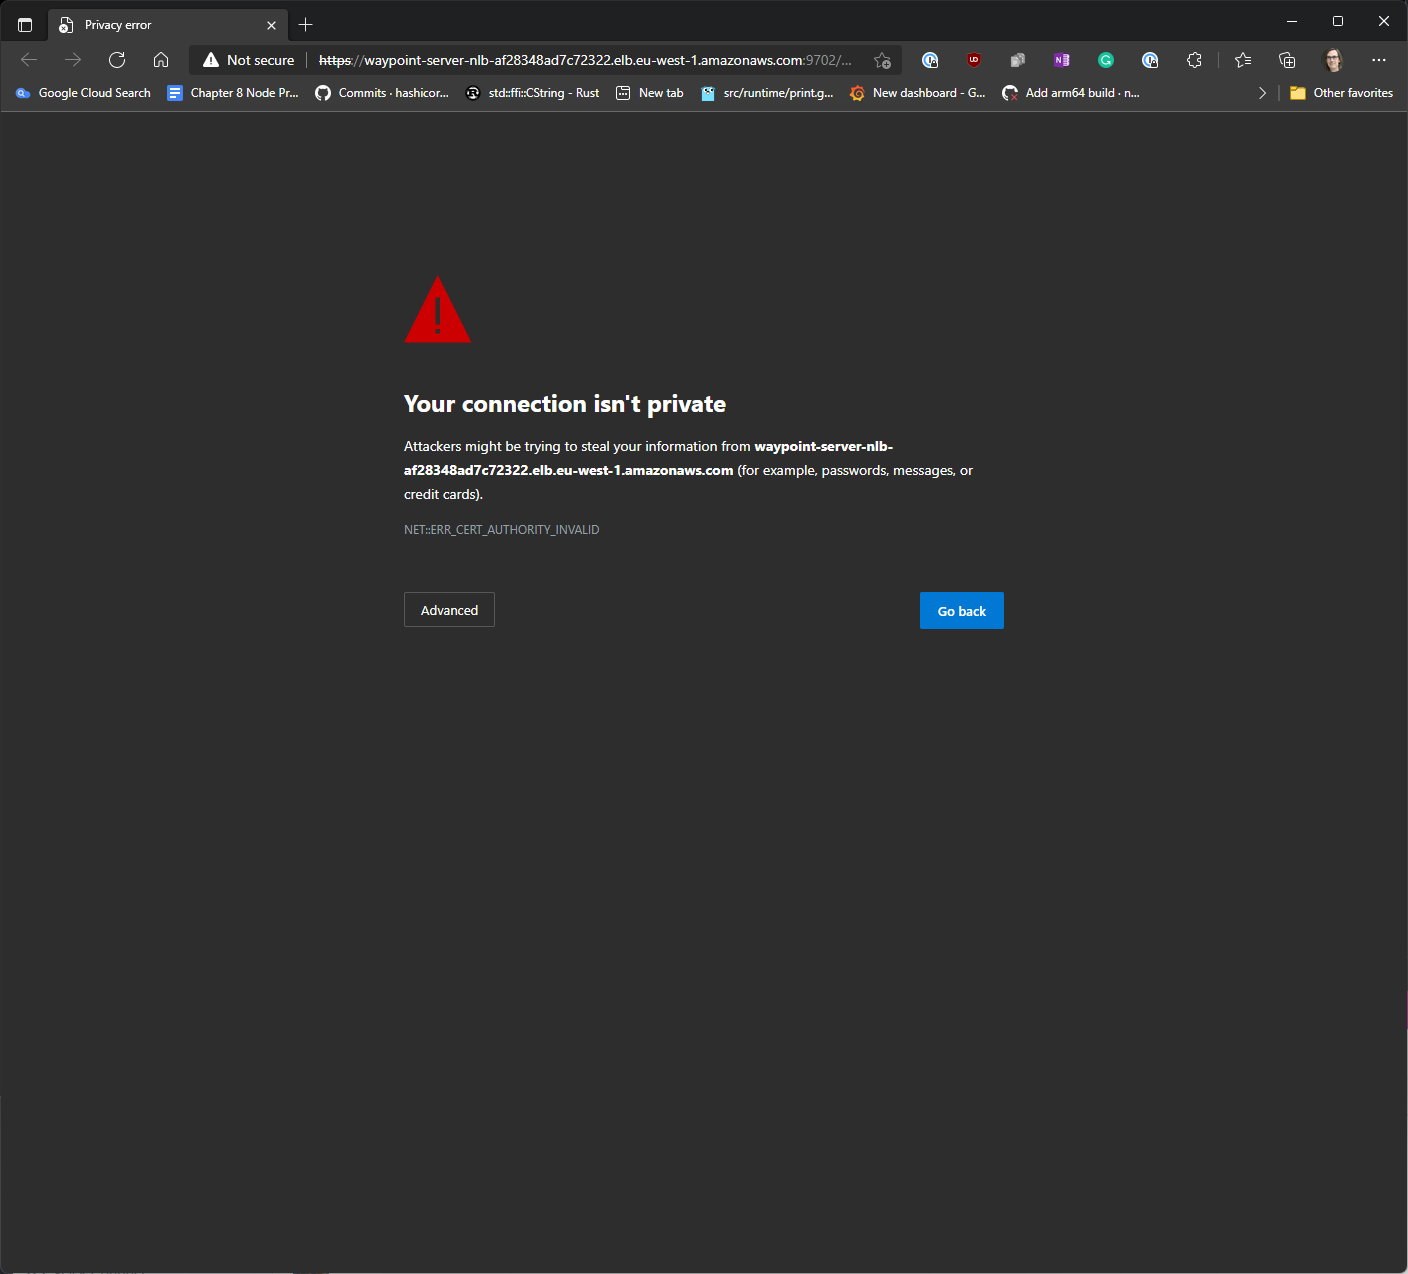 Privacy error
Not secure
https://waypoint-server-nlb-af28348ad7c72322.elb.eu-west-1.amazonaws.com:9702/...
Google Cloud Search
Chapter 8 Node Pr...
Commits · hashicor...
std::ffi::CString - Rust
New tab
src/runtime/print.g...
New dashboard - G...
Add arm64 build · n...
Other favorites
Your connection isn't private
Attackers might be trying to steal your information from waypoint-server-nlb-
af28348ad7c72322.elb.eu-west-1.amazonaws.com (for example, passwords, messages, or
credit cards).
NET::ERR_CERT_AUTHORITY_INVALID
Advanced
Go back